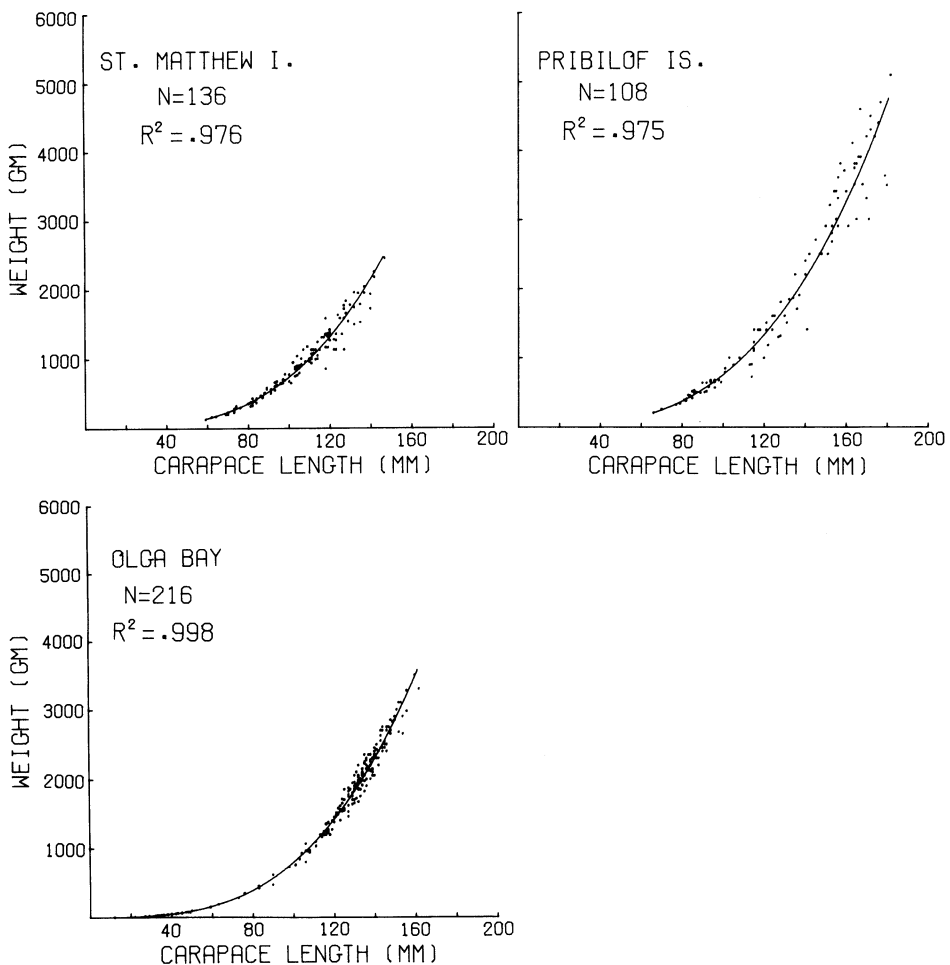 6000
5000
4000
3000
2000
1000
WEIGHT (GM)
ST. MATTHEW I.
N=136
R² = .976
40 80 120 160 200
CARAPACE LENGTH (MM)
PRIBILOF IS.
N=108
R² = .975
40 80 120 160 200
CARAPACE LENGTH (MM)
6000
5000
4000
3000
2000
1000
WEIGHT (GM)
OLGA BAY
N=216
R² = .998
40 80 120 160 200
CARAPACE LENGTH (MM)